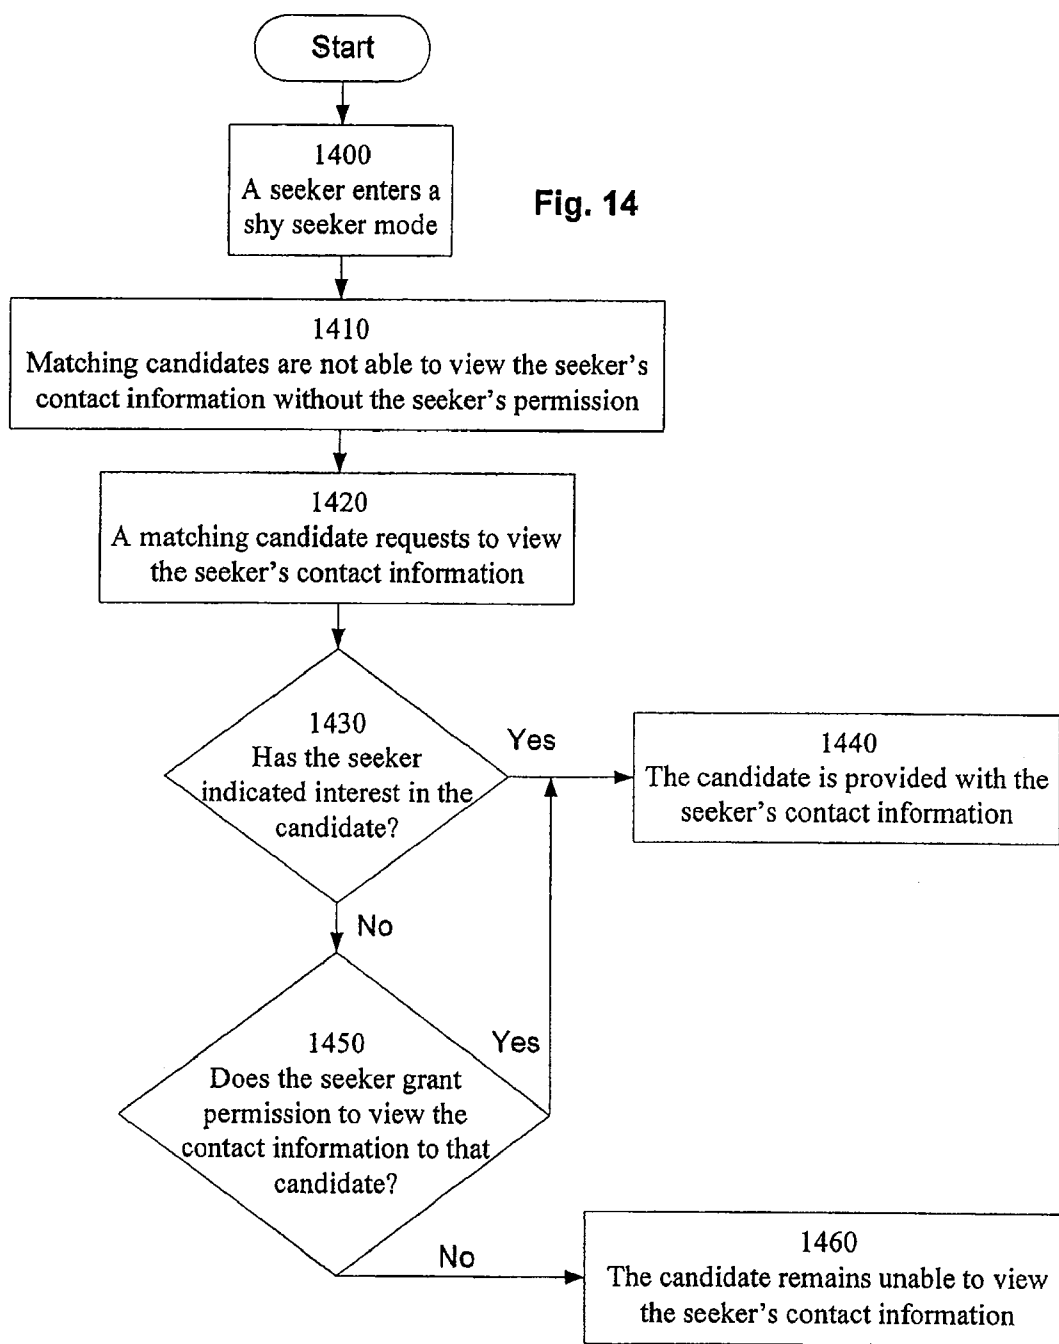 Start
1400
A seeker enters a
shy seeker mode
Fig. 14
1410
Matching candidates are not able to view the seeker's
contact information without the seeker's permission
1420
A matching candidate requests to view
the seeker's contact information
1430
Has the seeker
indicated interest in the
candidate?
Yes
1440
The candidate is provided with the
seeker's contact information
No
1450
Does the seeker grant
permission to view the
contact information to that
candidate?
Yes
No
1460
The candidate remains unable to view
the seeker's contact information